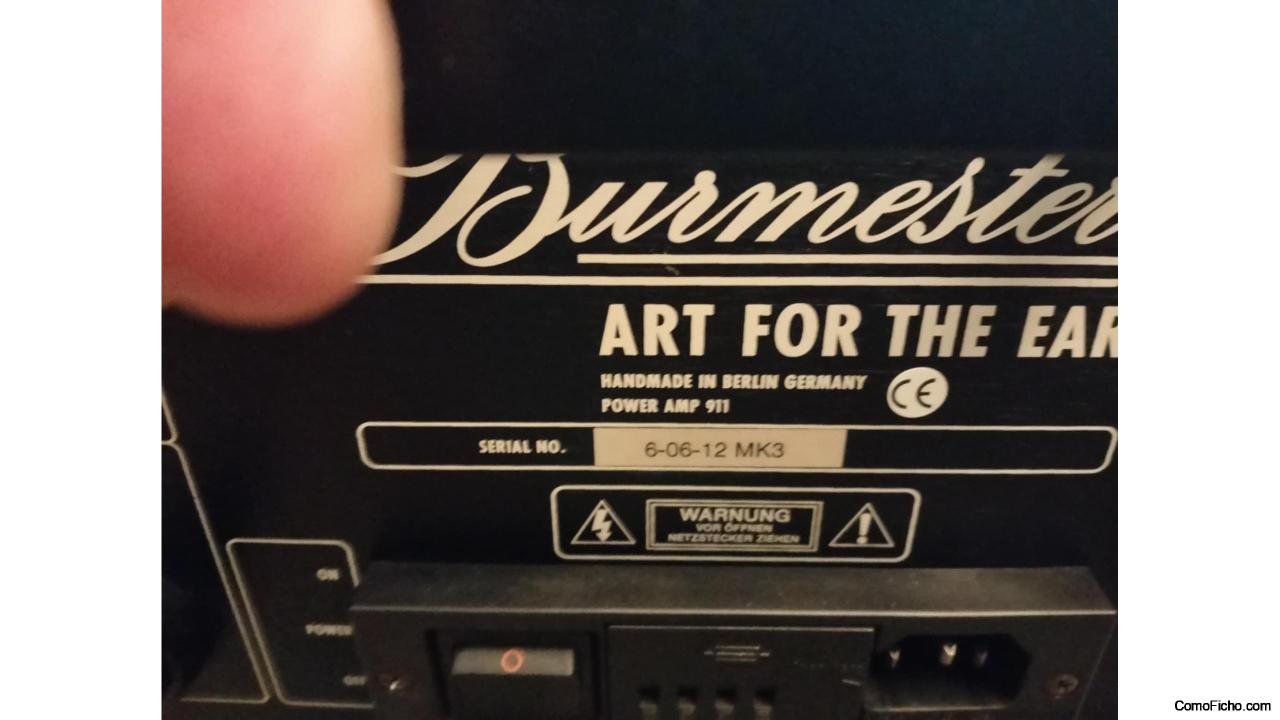 Burmester
ART FOR THE EAR
HANDMADE IN BERLIN GERMANY
POWER AMP 911
CE
SERIAL NO.
6-06-12 MK3
WARNUNG
VOR ÖFFNEN
NETZSTECKER ZIEHEN
ON
POWER
OFF
ComoFicho.com